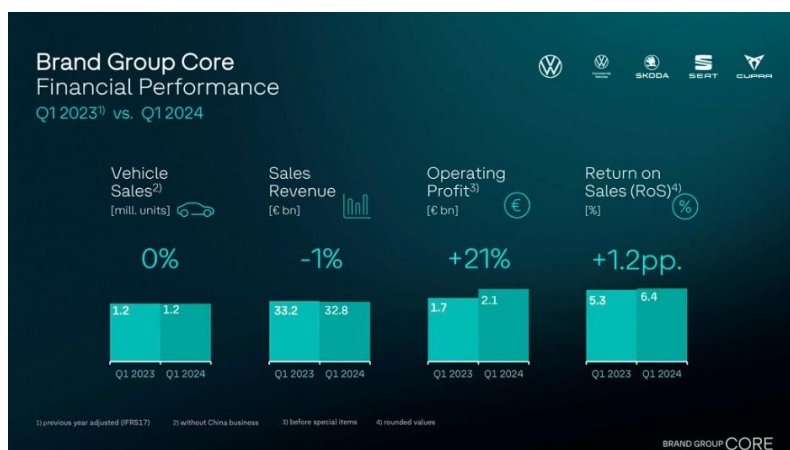 Brand Group Core
Financial Performance
Q1 2023¹⁾ vs. Q1 2024
ŠKODA
SEAT
CUPRA
Vehicle
Sales²⁾
[mill. units]
0%
1.2 1.2
Q1 2023 Q1 2024
Sales
Revenue
[€ bn]
-1%
33.2 32.8
Q1 2023 Q1 2024
Operating
Profit³⁾
[€ bn]
€
+21%
1.7 2.1
Q1 2023 Q1 2024
Return on
Sales (RoS)⁴⁾
[%]
%
+1.2pp.
5.3 6.4
Q1 2023 Q1 2024
1) previous year adjusted (IFRS17) 2) without China business 3) before special items 4) rounded values
BRAND GROUP CORE